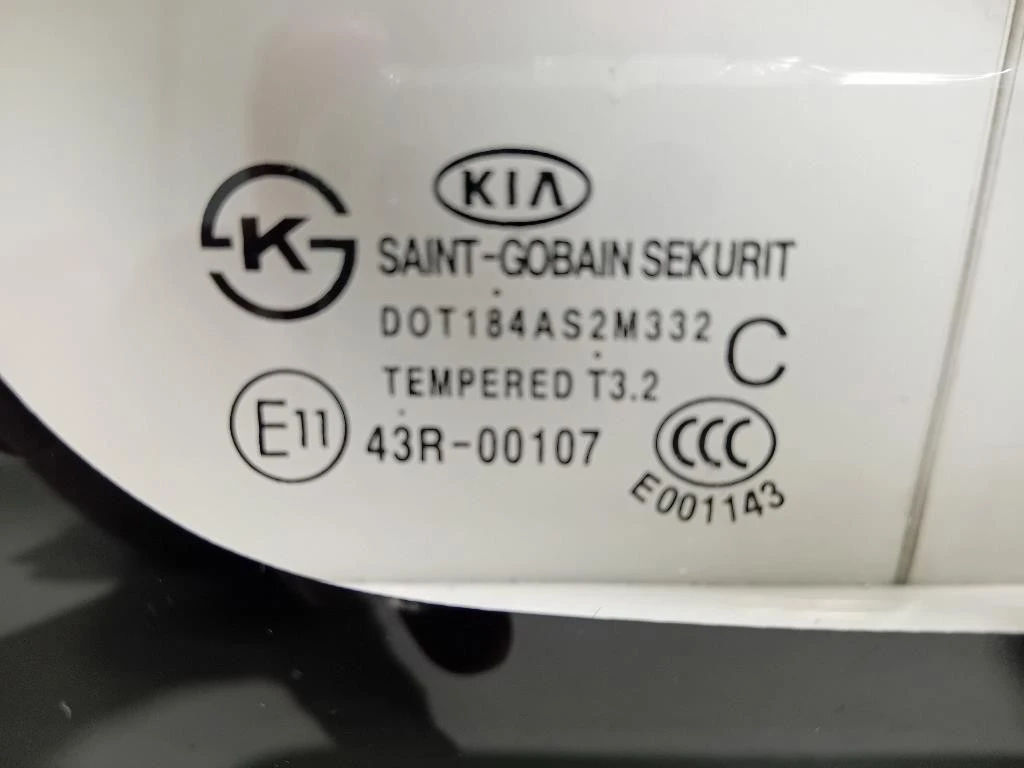 KIA
K
SAINT-GOBAIN SEKURIT
DOT184AS2M332
C
TEMPERED T3.2
E11
43R-00107
CCC
E001143